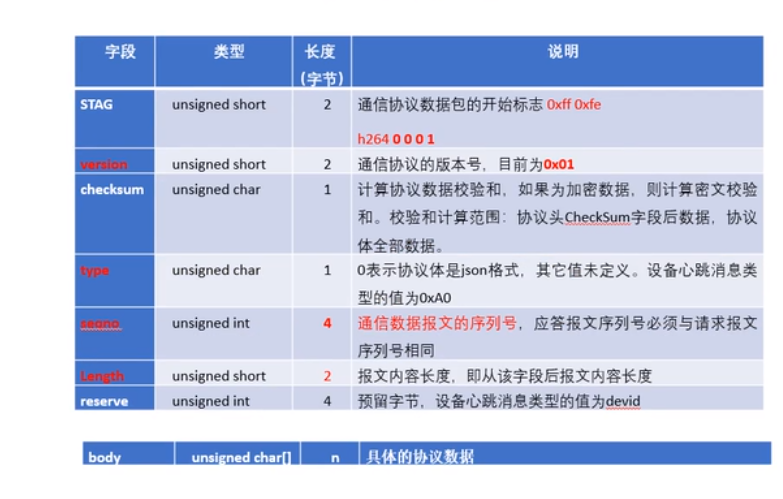 字段 类型 长度 说明
(字节)
STAG unsigned short 2 通信协议数据包的开始标志 0xff 0xfe
h264 0 0 0 1
version unsigned short 2 通信协议的版本号，目前为0x01
checksum unsigned char 1 计算协议数据校验和，如果为加密数据，则计算密文校验
和。校验和计算范围：协议头CheckSum字段后数据，协议
体全部数据。
type unsigned char 1 0表示协议体是json格式，其它值未定义。设备心跳消息类
型的值为0xA0
seqno unsigned int 4 通信数据报文的序列号，应答报文序列号必须与请求报文
序列号相同
Length unsigned short 2 报文内容长度，即从该字段后报文内容长度
reserve unsigned int 4 预留字节，设备心跳消息类型的值为devid
body unsigned char[] n 具体的协议数据